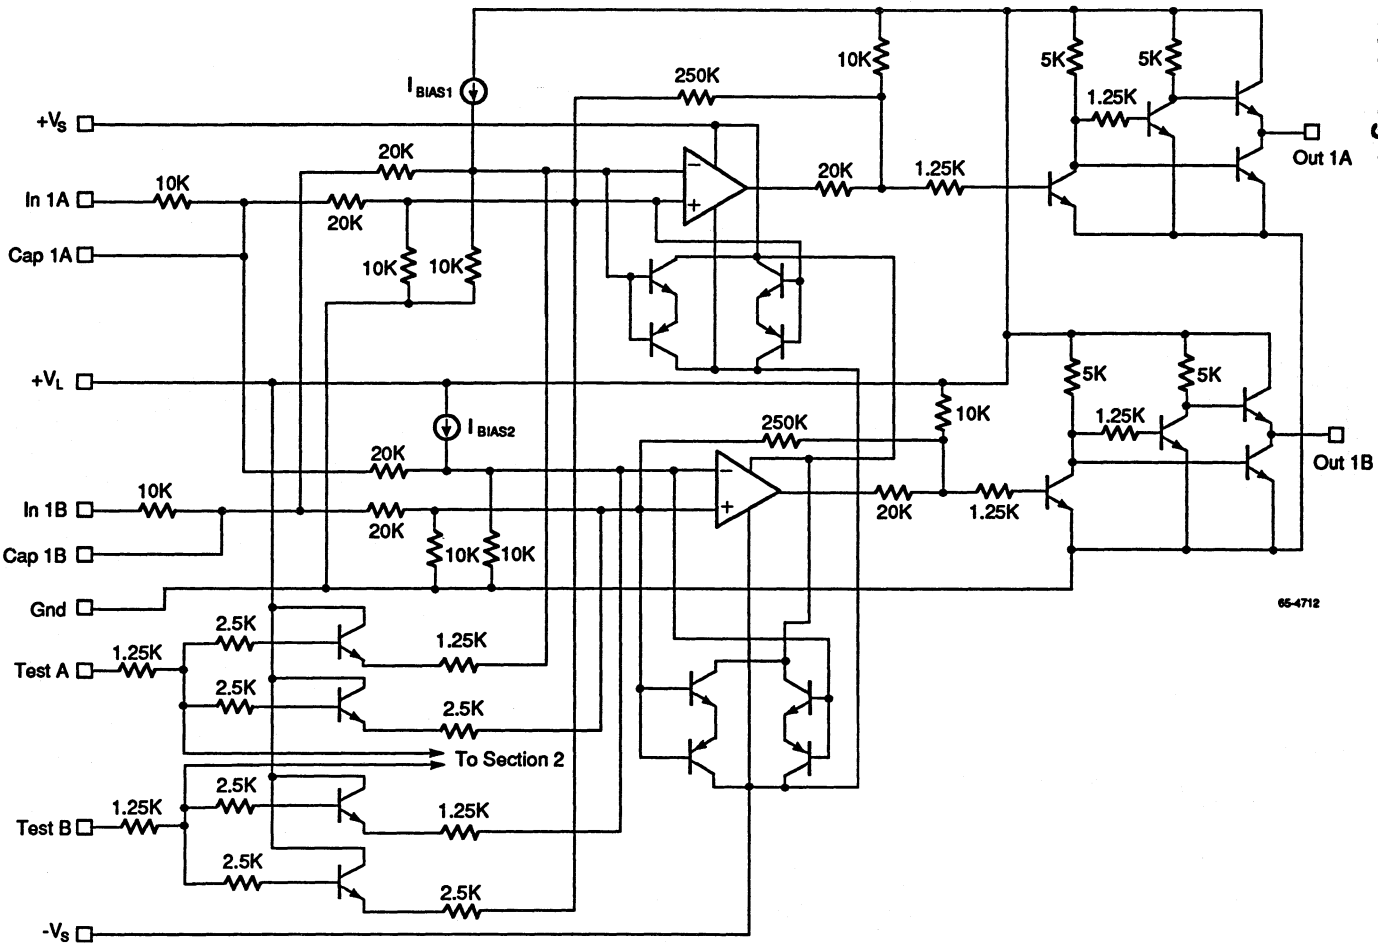 10K
5K
5K
250K
I BIAS1
1.25K
+VS
Out 1A
20K
20K
1.25K
10K
In 1A
20K
Cap 1A
10K
10K
+VL
5K
5K
10K
250K
1.25K
I BIAS2
20K
Out 1B
10K
In 1B
20K
20K
1.25K
10K
10K
Cap 1B
Gnd
65-4712
2.5K
1.25K
1.25K
Test A
2.5K
2.5K
To Section 2
2.5K
1.25K
1.25K
Test B
2.5K
2.5K
-VS